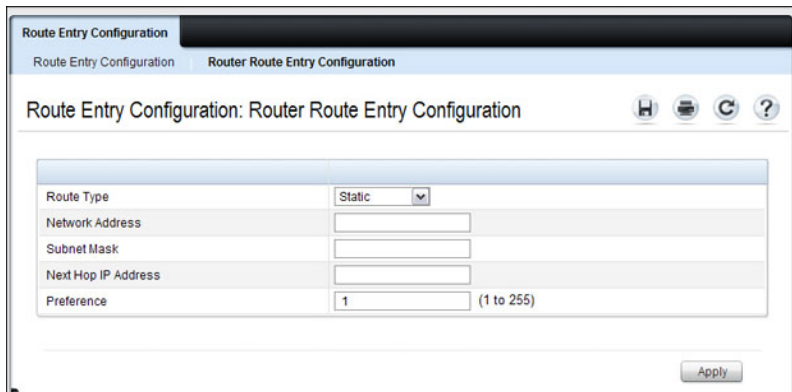 Route Entry Configuration
Route Entry Configuration Router Route Entry Configuration
Route Entry Configuration: Router Route Entry Configuration
Route Type Static
Network Address
Subnet Mask
Next Hop IP Address
Preference 1 (1 to 255)
Apply